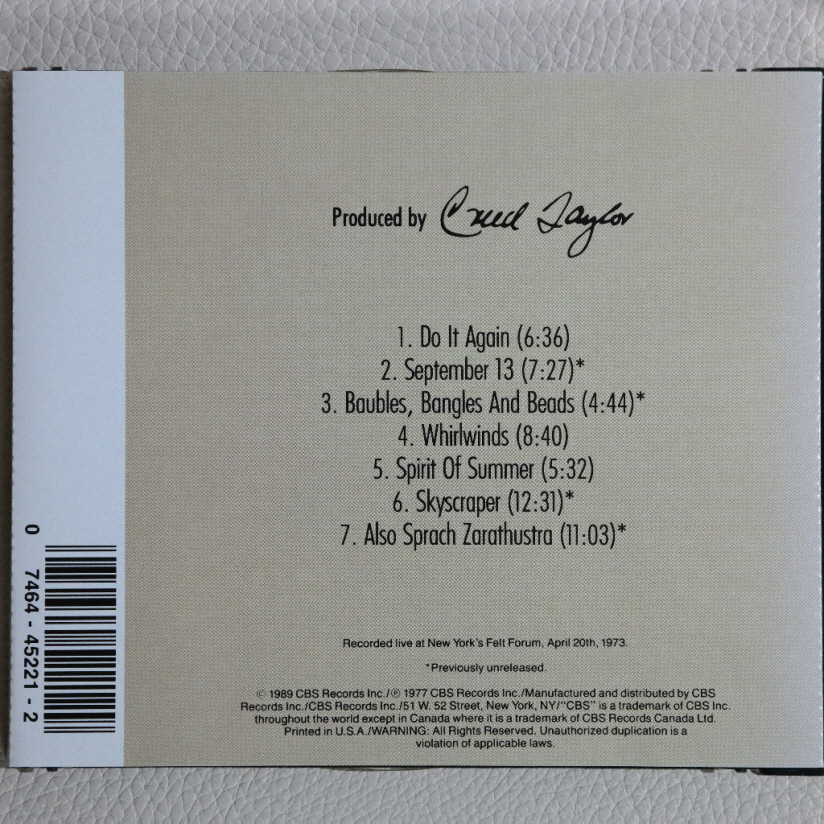 Produced by Creed Taylor
1. Do It Again (6:36)
2. September 13 (7:27)*
3. Baubles, Bangles And Beads (4:44)*
4. Whirlwinds (8:40)
5. Spirit Of Summer (5:32)
6. Skyscraper (12:31)*
7. Also Sprach Zarathustra (11:03)*
Recorded live at New York's Felt Forum, April 20th, 1973.
*Previously unreleased.
© 1989 CBS Records Inc./℗ 1977 CBS Records Inc./Manufactured and distributed by CBS
Records Inc./CBS Records Inc./51 W. 52 Street, New York, NY/"CBS" is a trademark of CBS Inc.
throughout the world except in Canada where it is a trademark of CBS Records Canada Ltd.
Printed in U.S.A./WARNING: All Rights Reserved. Unauthorized duplication is a
violation of applicable laws.
0 7464 - 45221 - 2